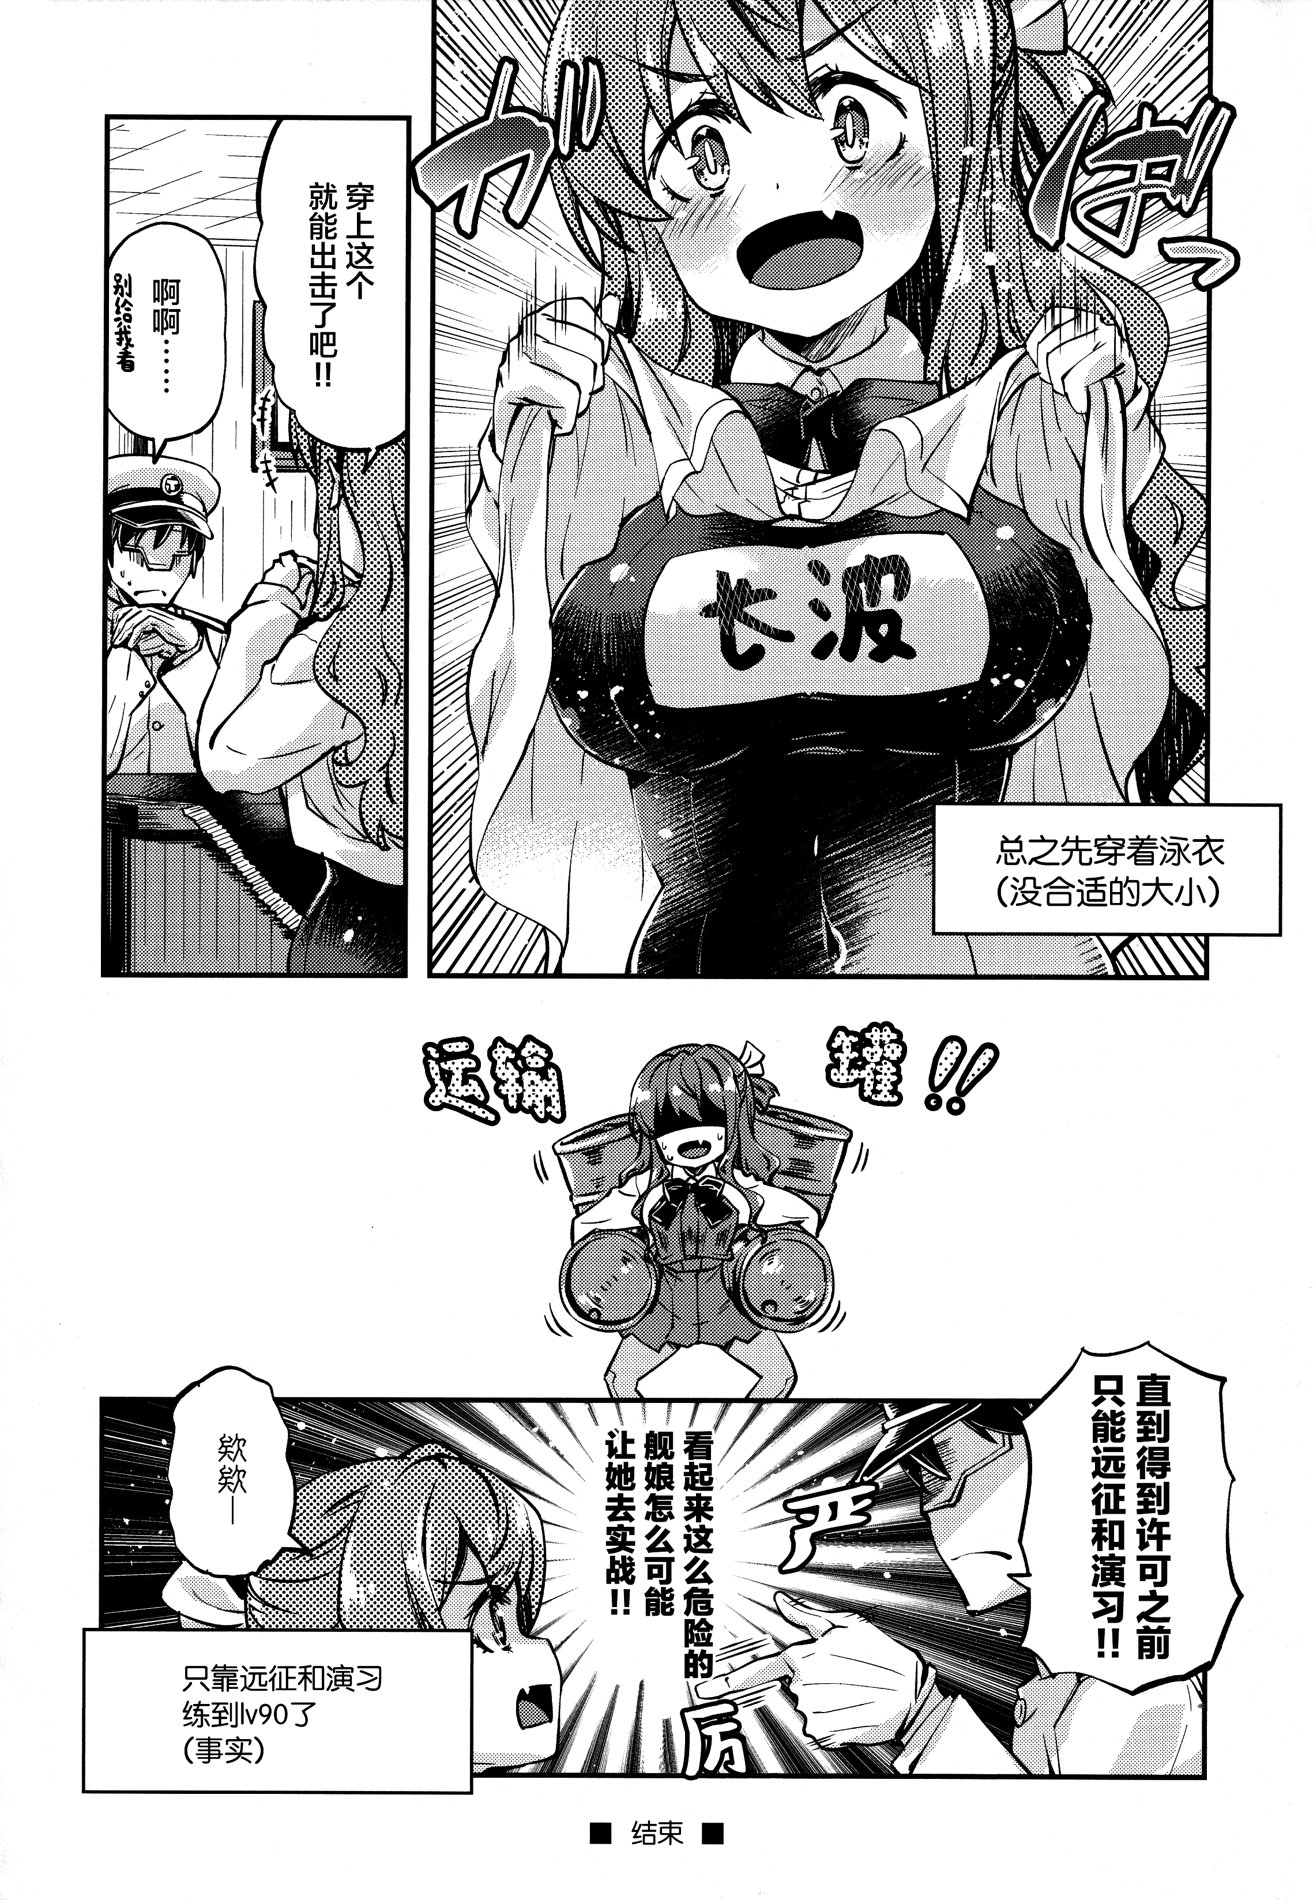 ガ
ばっ
长波
总之先穿着泳衣
(没合适的大小)
穿上这个
就能出击了吧!!
啊啊……
别给我看
运输
罐!!
直到得到许可之前
只能远征和演习!!
严
厉
看起来这么危险的
舰娘怎么可能
让她去实战!!
欸欸—
只靠远征和演习
练到lv90了
(事实)
■ 结束 ■